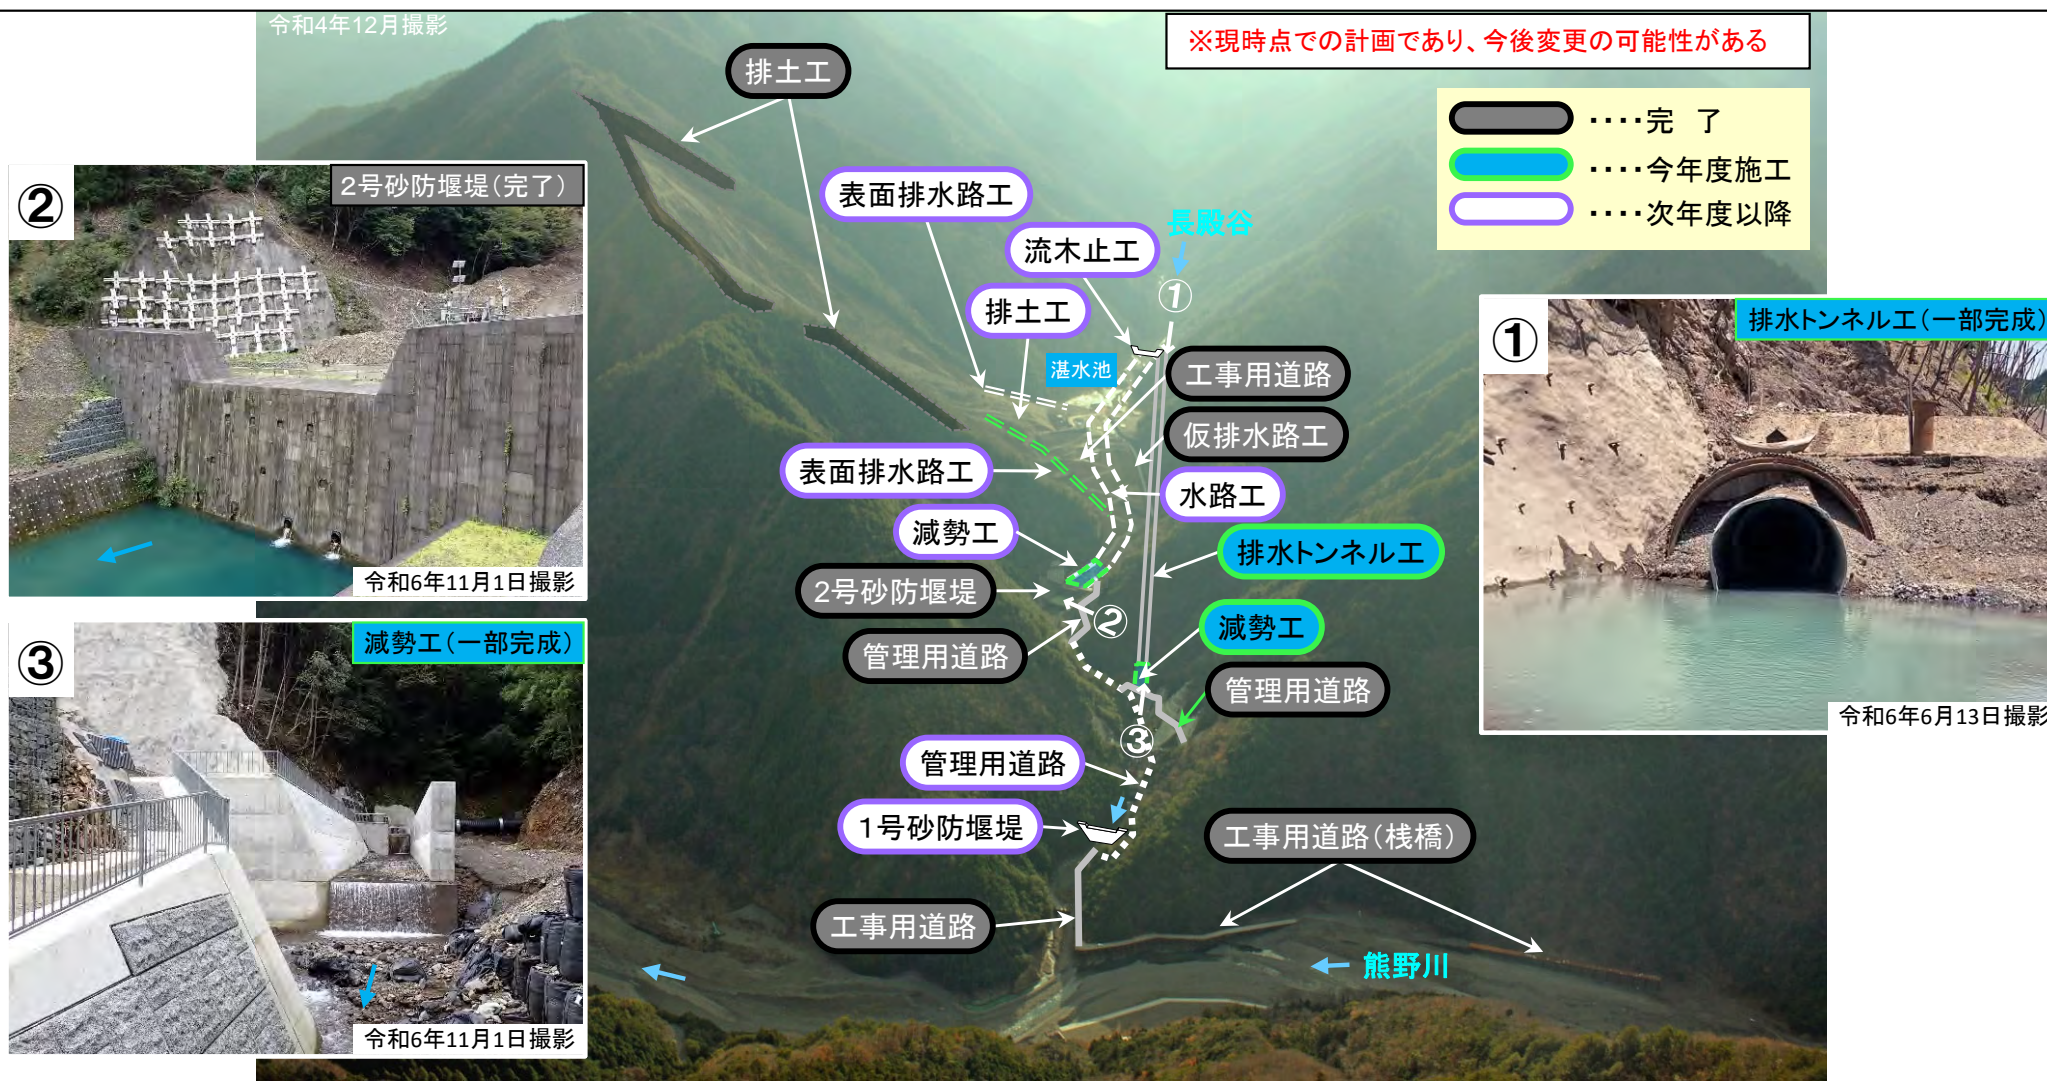 令和4年12月撮影
※現時点での計画であり、今後変更の可能性がある
排土工
・・・・完　了
・・・・今年度施工
・・・・次年度以降
②
2号砂防堰堤(完了)
令和6年11月1日撮影
表面排水路工
長殿谷
流木止工
①
排土工
湛水池
工事用道路
仮排水路工
表面排水路工
水路工
減勢工
排水トンネル工
2号砂防堰堤
②
減勢工
管理用道路
管理用道路
③
管理用道路
1号砂防堰堤
工事用道路(桟橋)
工事用道路
熊野川
①
排水トンネル工(一部完成)
令和6年6月13日撮影
③
減勢工(一部完成)
令和6年11月1日撮影